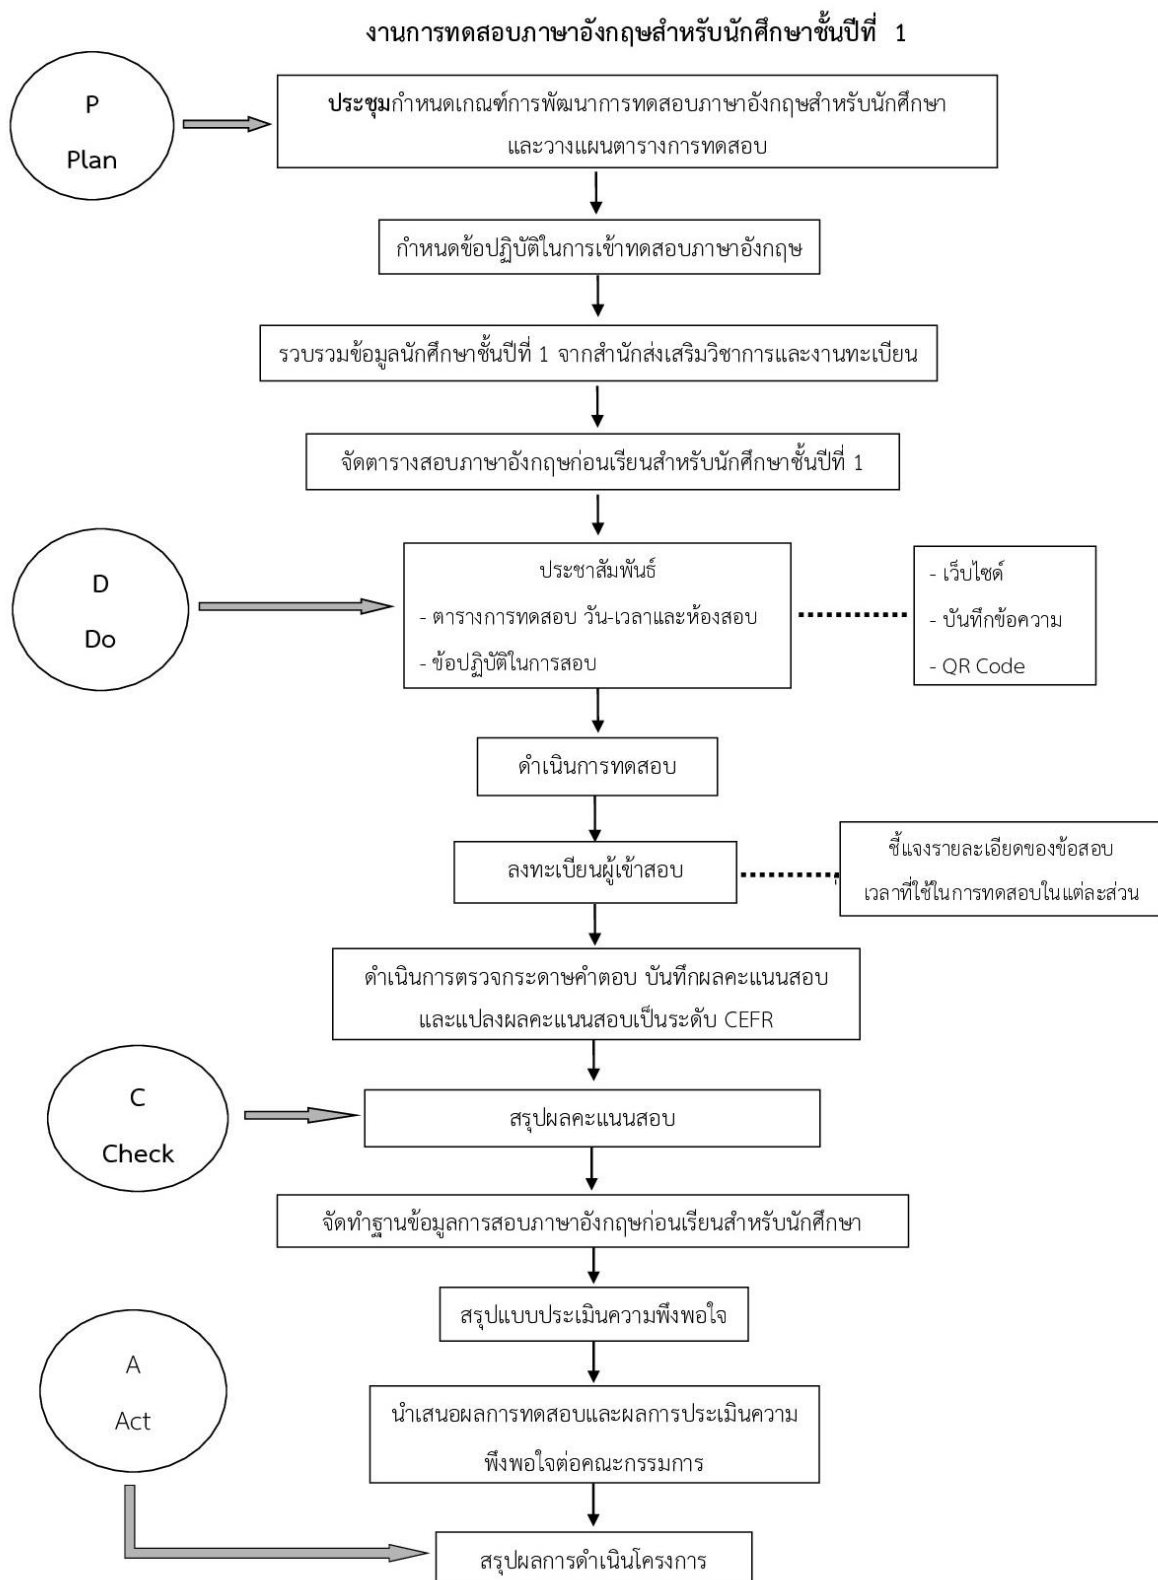 งานการทดสอบภาษาอังกฤษสำหรับนักศึกษาชั้นปีที่ 1
P
Plan
ประชุมกำหนดเกณฑ์การพัฒนาการทดสอบภาษาอังกฤษสำหรับนักศึกษา
และวางแผนตารางการทดสอบ
กำหนดข้อปฏิบัติในการเข้าทดสอบภาษาอังกฤษ
รวบรวมข้อมูลนักศึกษาชั้นปีที่ 1 จากสำนักส่งเสริมวิชาการและงานทะเบียน
จัดตารางสอบภาษาอังกฤษก่อนเรียนสำหรับนักศึกษาชั้นปีที่ 1
D
Do
ประชาสัมพันธ์
- ตารางการทดสอบ วัน-เวลาและห้องสอบ
- ข้อปฏิบัติในการสอบ
- เว็บไซด์
- บันทึกข้อความ
- QR Code
ดำเนินการทดสอบ
ลงทะเบียนผู้เข้าสอบ
ชี้แจงรายละเอียดของข้อสอบ
เวลาที่ใช้ในการทดสอบในแต่ละส่วน
ดำเนินการตรวจกระดาษคำตอบ บันทึกผลคะแนนสอบ
และแปลงผลคะแนนสอบเป็นระดับ CEFR
C
Check
สรุปผลคะแนนสอบ
จัดทำฐานข้อมูลการสอบภาษาอังกฤษก่อนเรียนสำหรับนักศึกษา
สรุปแบบประเมินความพึงพอใจ
A
Act
นำเสนอผลการทดสอบและผลการประเมินความ
พึงพอใจต่อคณะกรรมการ
สรุปผลการดำเนินโครงการ